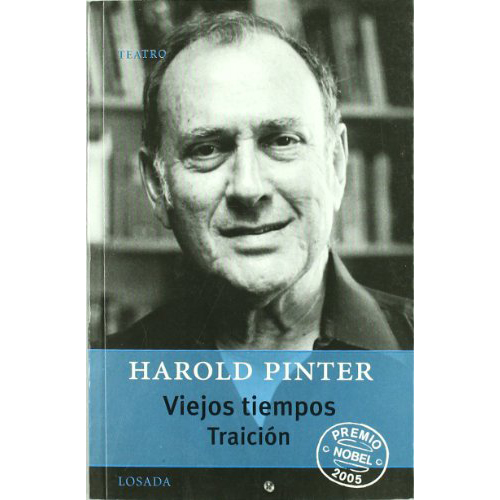 TEATRO
HAROLD PINTER
Viejos tiempos
Traición
PREMIO
NOBEL
2005
LOSADA